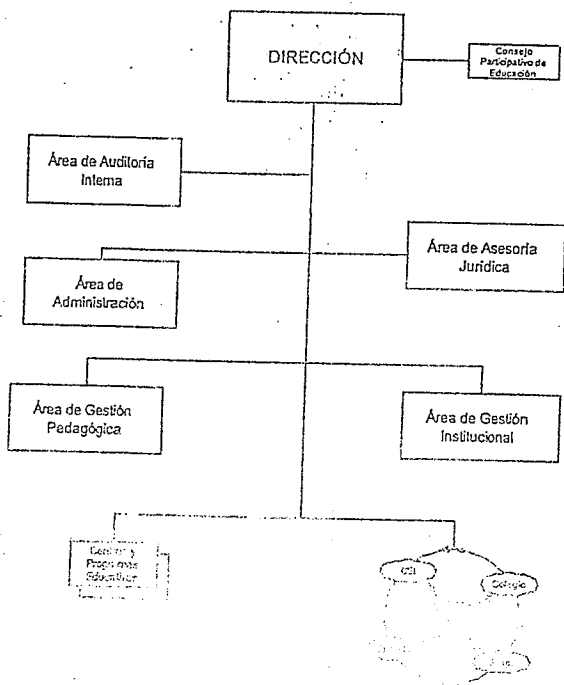 DIRECCIÓN
Consejo
Participativo de
Educación
Área de Auditoría
Interna
Área de Asesoría
Jurídica
Área de
Administración
Área de Gestión
Pedagógica
Área de Gestión
Institucional
y
Programas
Educativos
CEI
Colegio